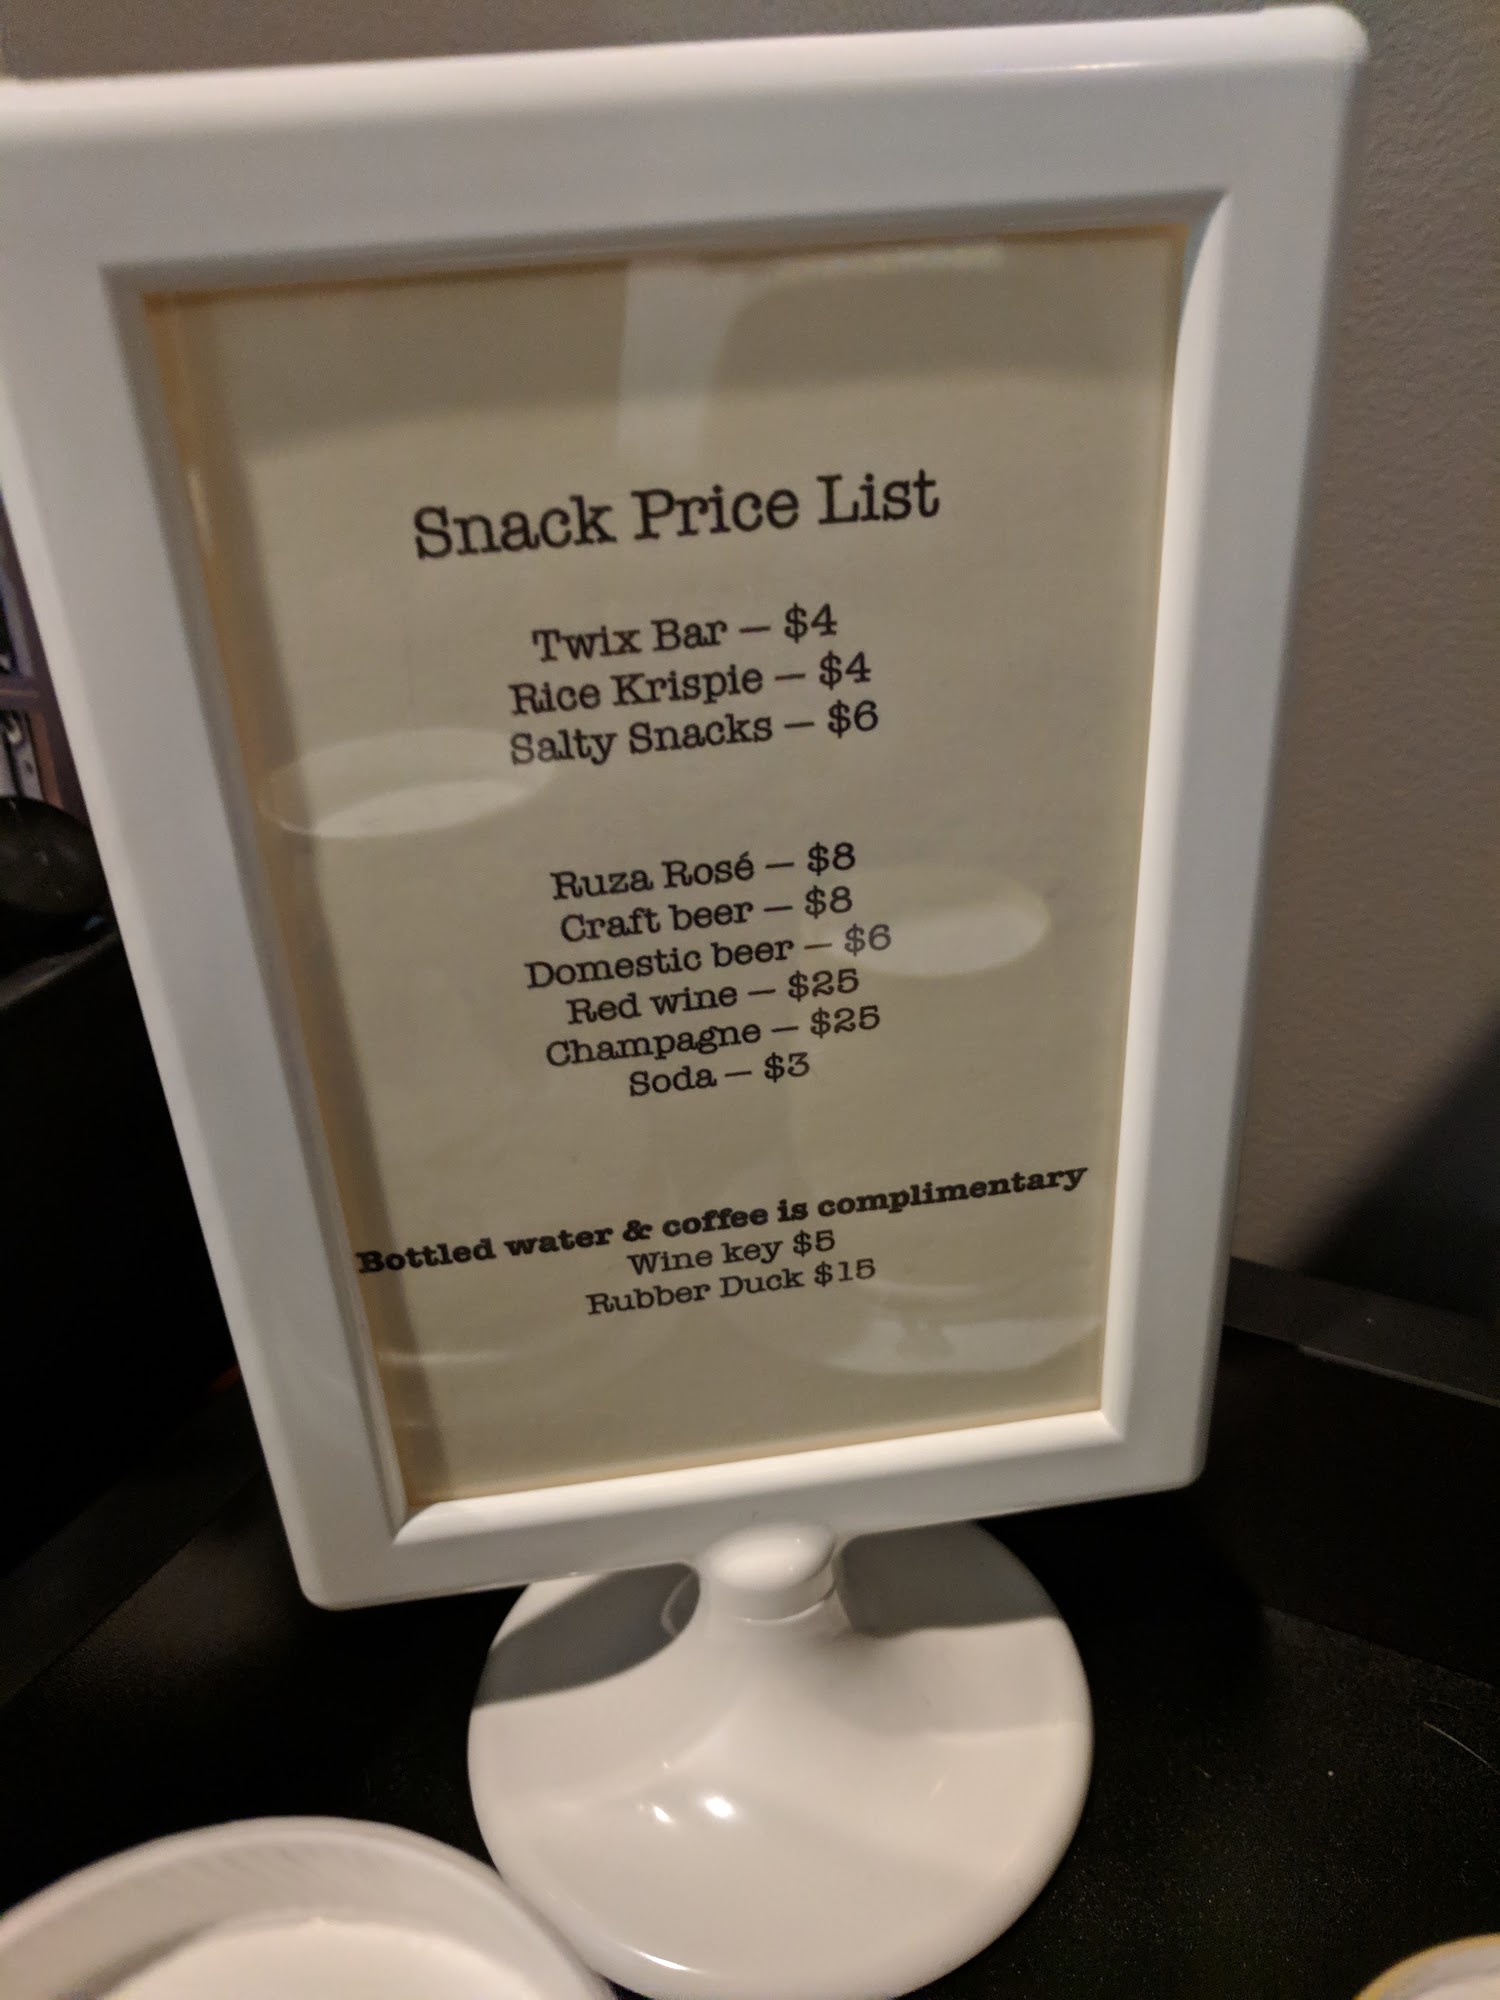 Snack Price List
Twix Bar – $4
Rice Krispie – $4
Salty Snacks – $6
Ruza Rosé – $8
Craft beer – $8
Domestic beer – $6
Red wine – $25
Champagne – $25
Soda – $3
Bottled water & coffee is complimentary
Wine key $5
Rubber Duck $15